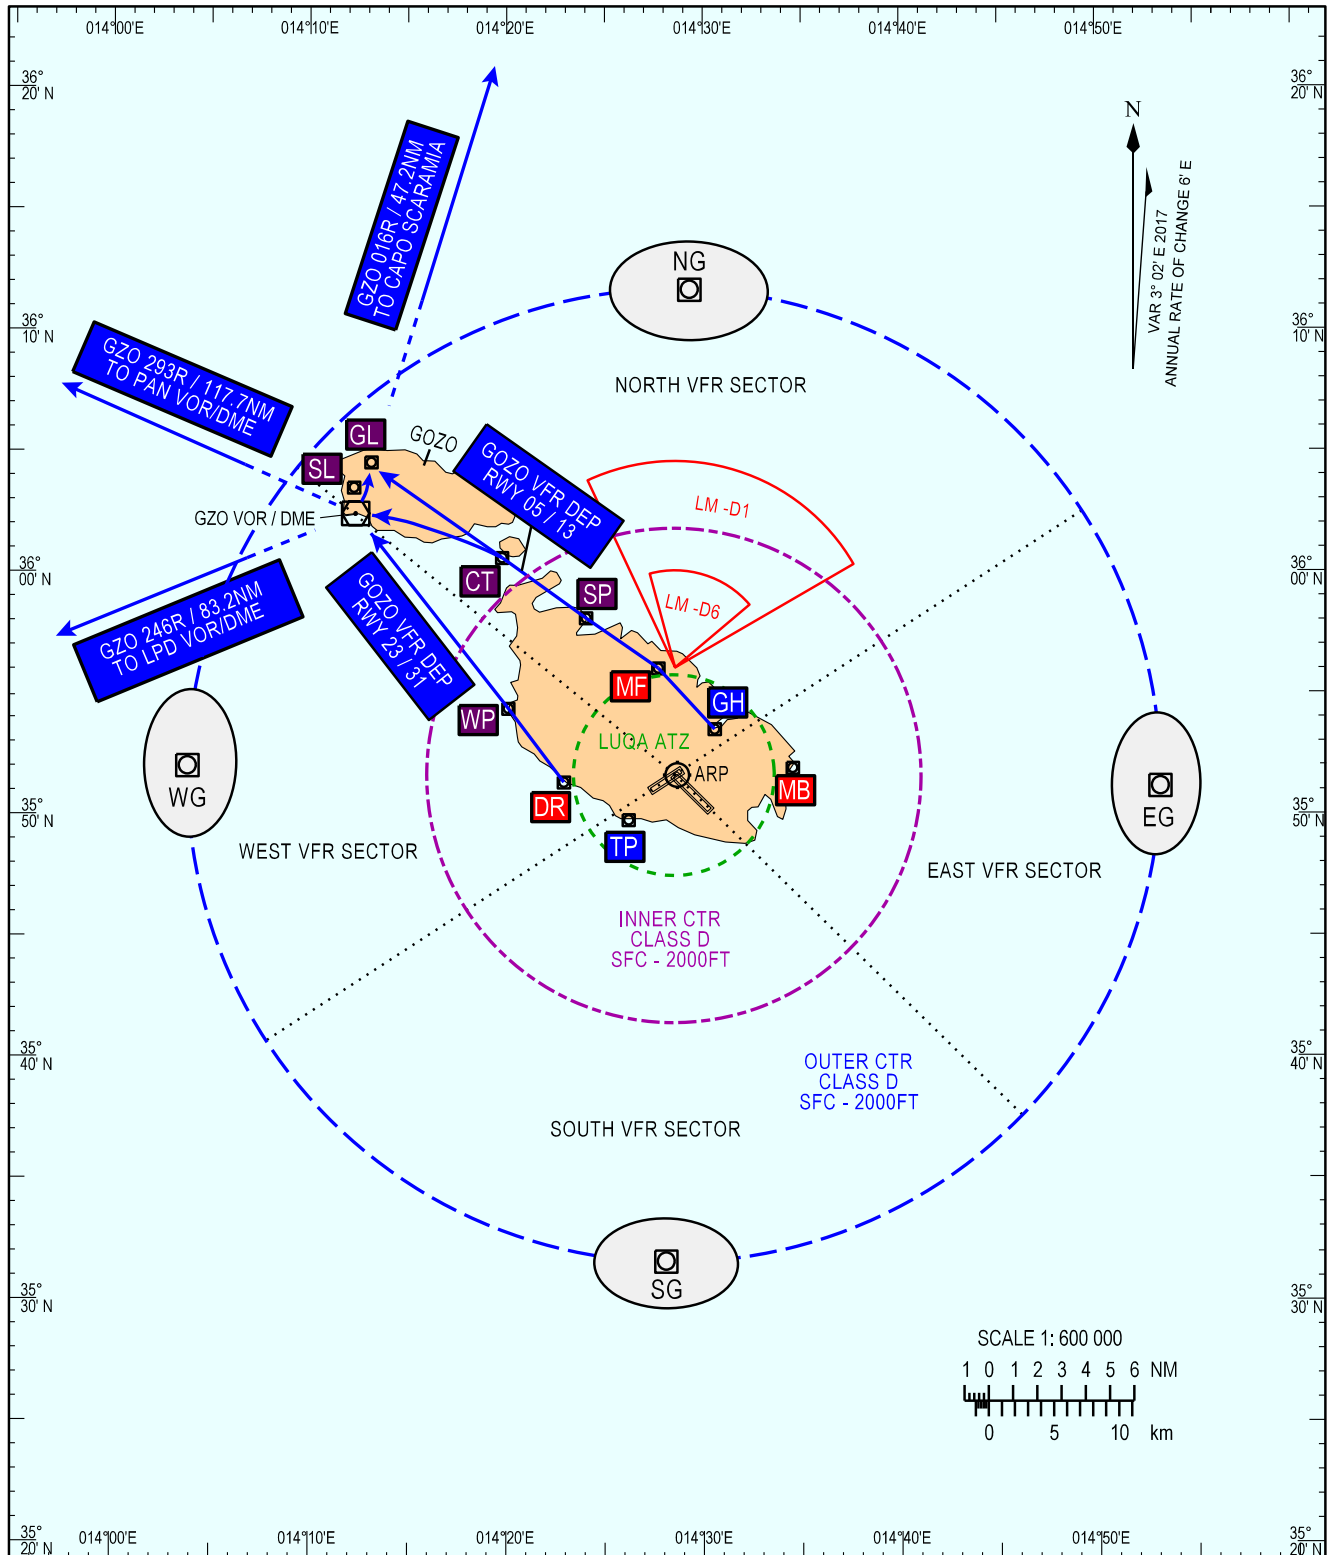 014°00'E
014°10'E
014°20'E
014°30'E
014°40'E
014°50'E
36°
20' N
36°
20' N
N
VAR 3° 02' E 2017
ANNUAL RATE OF CHANGE 6' E
GZO 016R / 47.2NM
TO CAPO SCARAMIA
NG
36°
10' N
36°
10' N
GZO 293R / 117.7NM
TO PAN VOR/DME
NORTH VFR SECTOR
GL
GOZO
SL
GOZO VFR DEP
RWY 05 / 13
LM -D1
GZO VOR / DME
36°
00' N
36°
00' N
CT
SP
LM -D6
GZO 246R / 83.2NM
TO LPD VOR/DME
GOZO VFR DEP
RWY 23 / 31
MF
GH
WP
LUQA ATZ
ARP
WG
DR
MB
EG
35°
50' N
35°
50' N
TP
WEST VFR SECTOR
EAST VFR SECTOR
INNER CTR
CLASS D
SFC - 2000FT
35°
40' N
35°
40' N
OUTER CTR
CLASS D
SFC - 2000FT
SOUTH VFR SECTOR
SG
35°
30' N
35°
30' N
SCALE 1: 600 000
1 0 1 2 3 4 5 6 NM
0 5 10 km
35°
20' N
35°
20' N
014°00'E
014°10'E
014°20'E
014°30'E
014°40'E
014°50'E